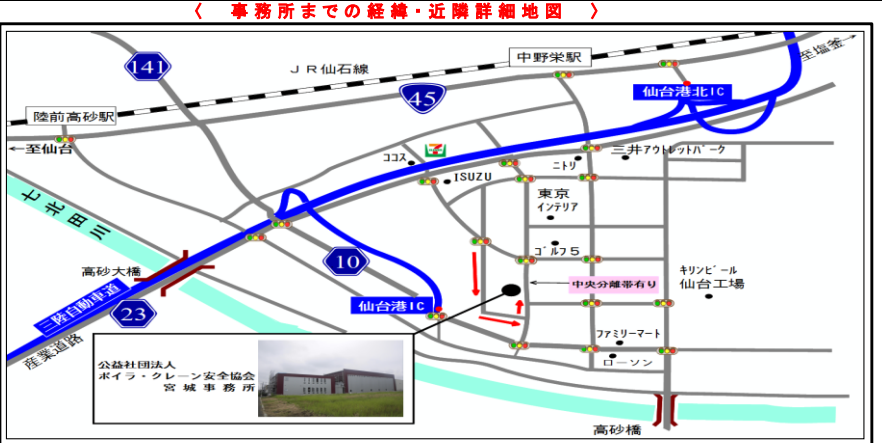 〈 事務所までの経緯・近隣詳細地図 〉
141
JR仙石線
中野栄駅
至塩釜
45
仙台港北IC
陸前高砂駅
←至仙台
ココス
ISUZU
ニトリ
三井アウトレットパーク
東京
インテリア
七北田川
ゴルフ5
10
高砂大橋
中央分離帯有り
キリンビール
仙台工場
三陸自動車道
23
仙台港IC
ファミリーマート
ローソン
産業道路
公益社団法人
ボイラ・クレーン安全協会
宮城事務所
高砂橋